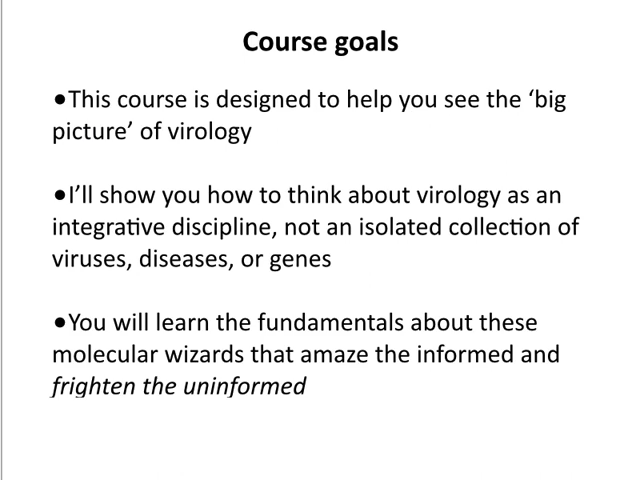 Course goals
●This course is designed to help you see the ‘big
picture’ of virology
●I’ll show you how to think about virology as an
integrative discipline, not an isolated collection of
viruses, diseases, or genes
●You will learn the fundamentals about these
molecular wizards that amaze the informed and
frighten the uninformed